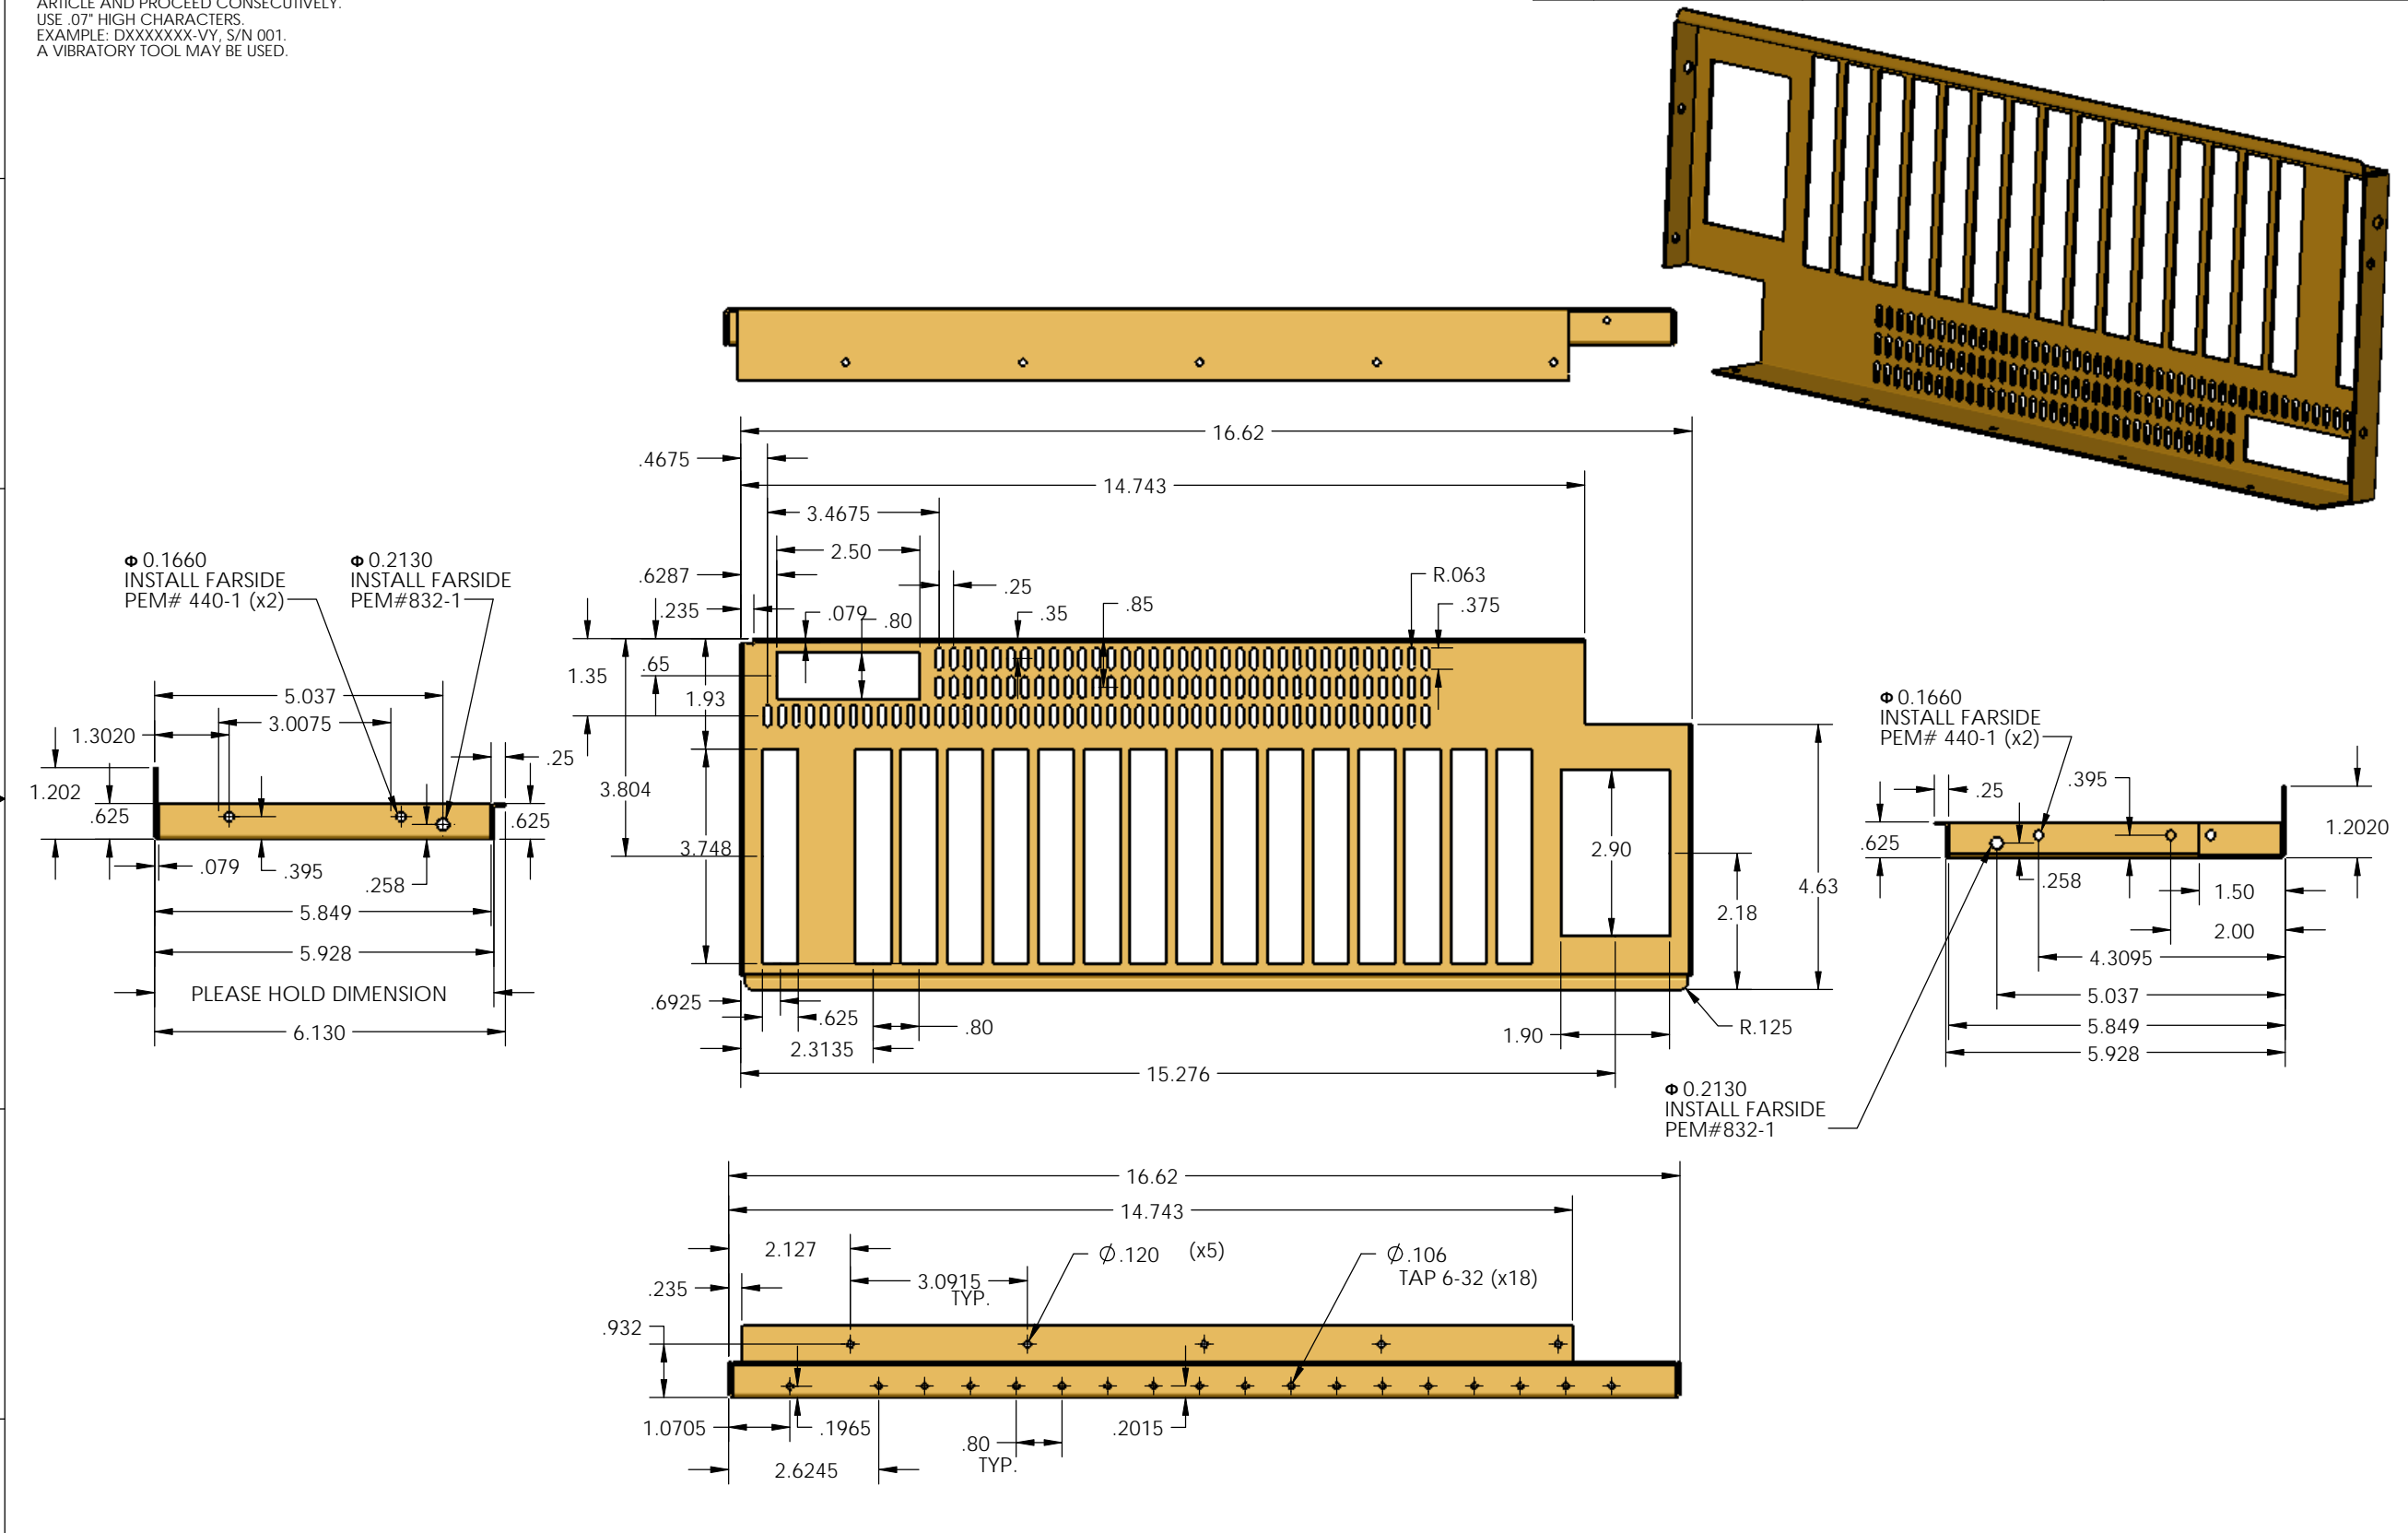 ARTICLE AND PROCEED CONSECUTIVELY.
USE .07" HIGH CHARACTERS.
EXAMPLE: DXXXXXXX-VY, S/N 001.
A VIBRATORY TOOL MAY BE USED.
16.62
.4675
14.743
3.4675
2.50
.6287
.25
R.063
.235
.079
.80
.35
.85
.375
1.35
.65
1.93
3.804
3.748
2.90
4.63
2.18
.6925
.625
.80
2.3135
1.90
R.125
15.276
Φ 0.1660
INSTALL FARSIDE
PEM# 440-1 (x2)
Φ 0.2130
INSTALL FARSIDE
PEM#832-1
5.037
3.0075
1.3020
.25
1.202
.625
.625
.079
.395
.258
5.849
5.928
PLEASE HOLD DIMENSION
6.130
Φ 0.1660
INSTALL FARSIDE
PEM# 440-1 (x2)
.395
.25
.625
1.2020
.258
1.50
2.00
4.3095
5.037
5.849
5.928
Φ 0.2130
INSTALL FARSIDE
PEM#832-1
16.62
14.743
2.127
Ø.120 (x5)
Ø.106
TAP 6-32 (x18)
3.0915
TYP.
.235
.932
1.0705
.1965
.2015
.80
TYP.
2.6245